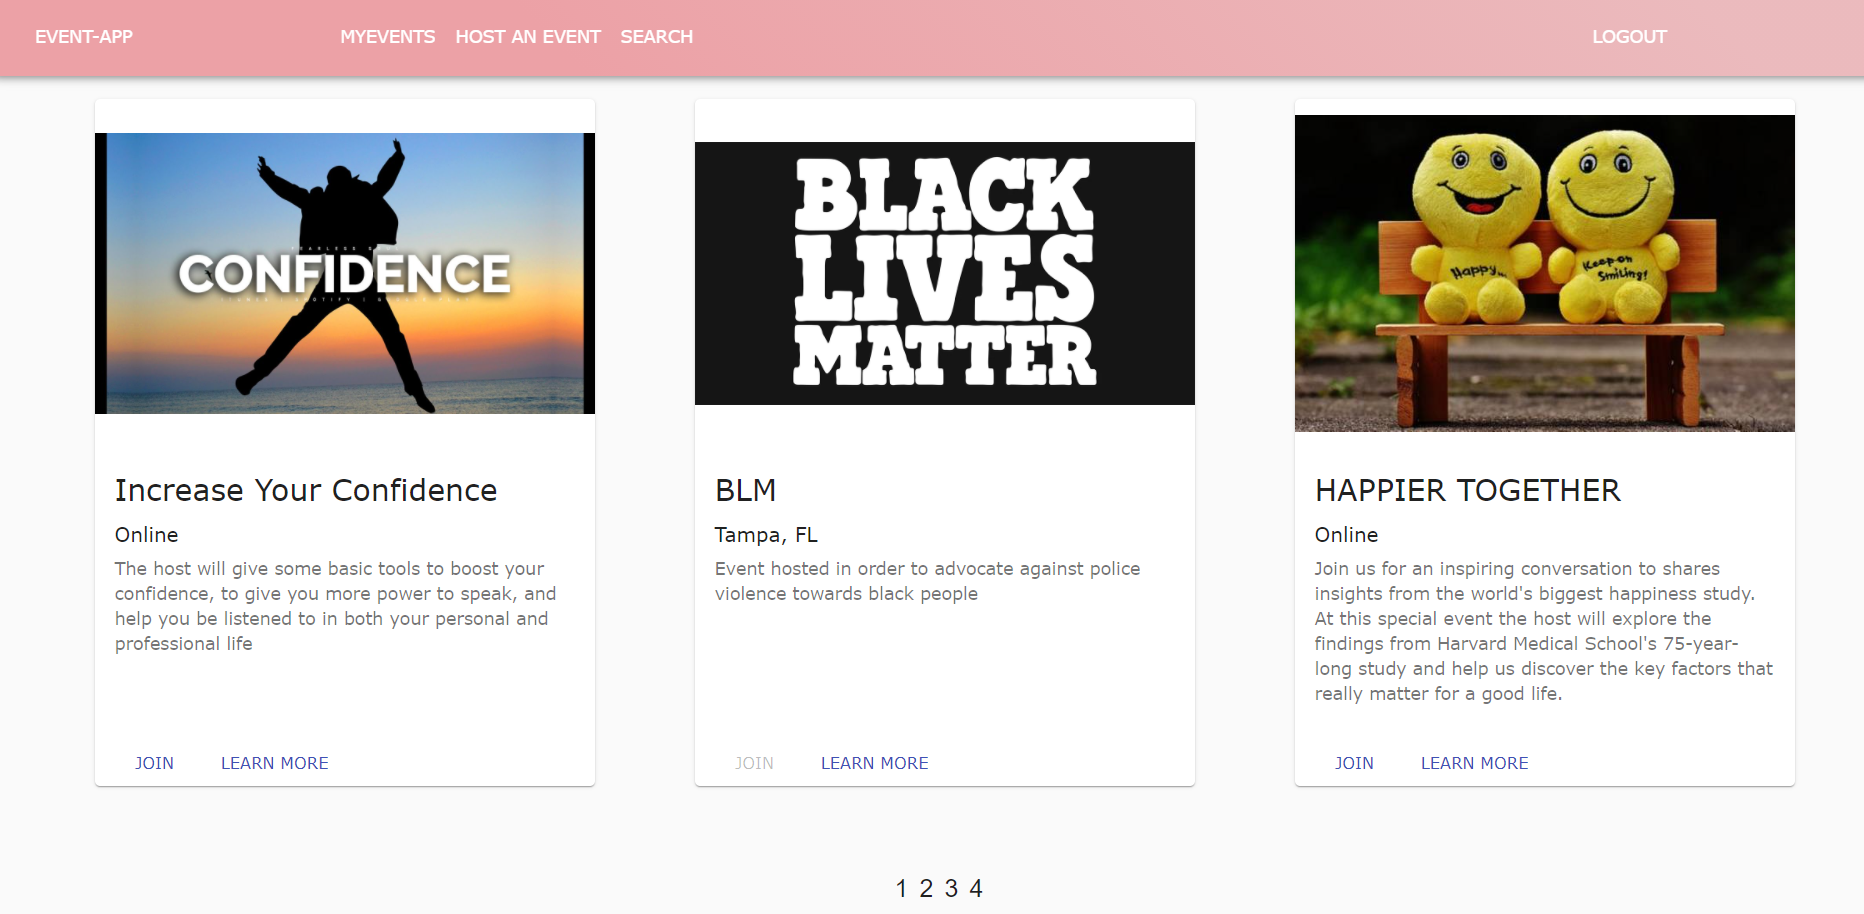 EVENT-APP MYEVENTS HOST AN EVENT SEARCH LOGOUT
CONFIDENCE
Increase Your Confidence
Online
The host will give some basic tools to boost your
confidence, to give you more power to speak, and
help you be listened to in both your personal and
professional life
JOIN LEARN MORE
BLACK
LIVES
MATTER
BLM
Tampa, FL
Event hosted in order to advocate against police
violence towards black people
JOIN LEARN MORE
Happy...
Keep on
Smiling!
HAPPIER TOGETHER
Online
Join us for an inspiring conversation to shares
insights from the world's biggest happiness study.
At this special event the host will explore the
findings from Harvard Medical School's 75-year-
long study and help us discover the key factors that
really matter for a good life.
JOIN LEARN MORE
1 2 3 4